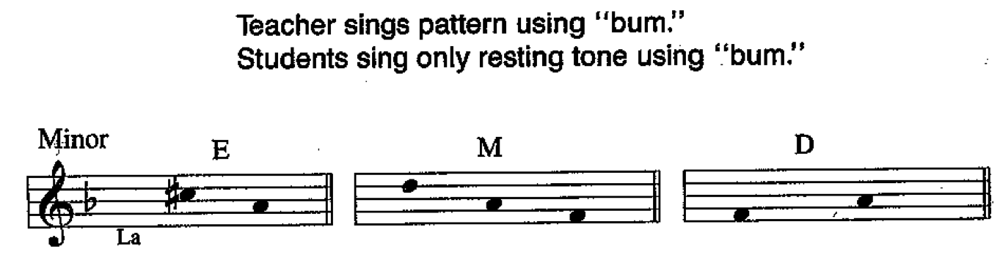 Teacher sings pattern using “bum.”
Students sing only resting tone using “bum.”
Minor E M D
La